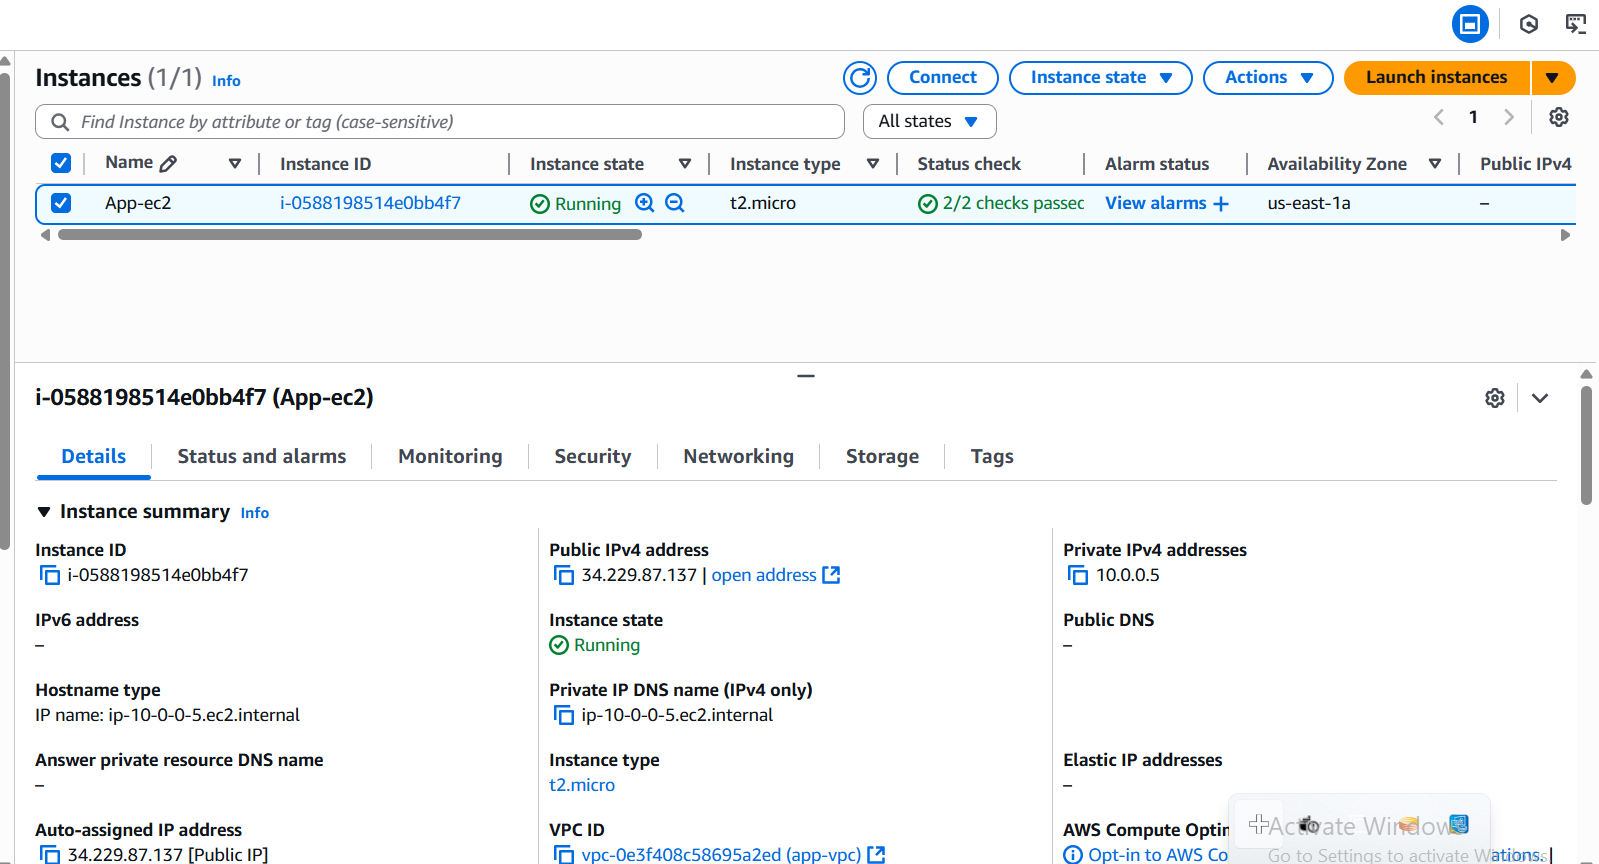 Instances (1/1) Info
Connect
Instance state
Actions
Launch instances
Find Instance by attribute or tag (case-sensitive)
All states
1
Name
Instance ID
Instance state
Instance type
Status check
Alarm status
Availability Zone
Public IPv4
App-ec2
i-0588198514e0bb4f7
Running
t2.micro
2/2 checks passec
View alarms +
us-east-1a
–
i-0588198514e0bb4f7 (App-ec2)
Details
Status and alarms
Monitoring
Security
Networking
Storage
Tags
Instance summary Info
Instance ID
i-0588198514e0bb4f7
Public IPv4 address
34.229.87.137 | open address
Private IPv4 addresses
10.0.0.5
IPv6 address
–
Instance state
Running
Public DNS
–
Hostname type
IP name: ip-10-0-0-5.ec2.internal
Private IP DNS name (IPv4 only)
ip-10-0-0-5.ec2.internal
Answer private resource DNS name
–
Instance type
t2.micro
Elastic IP addresses
–
Auto-assigned IP address
34.229.87.137 [Public IP]
VPC ID
vpc-0e3f408c58695a2ed (app-vpc)
AWS Compute Optin
Opt-in to AWS Co
ations. |
Activate Window
Go to Settings to activate Windows.